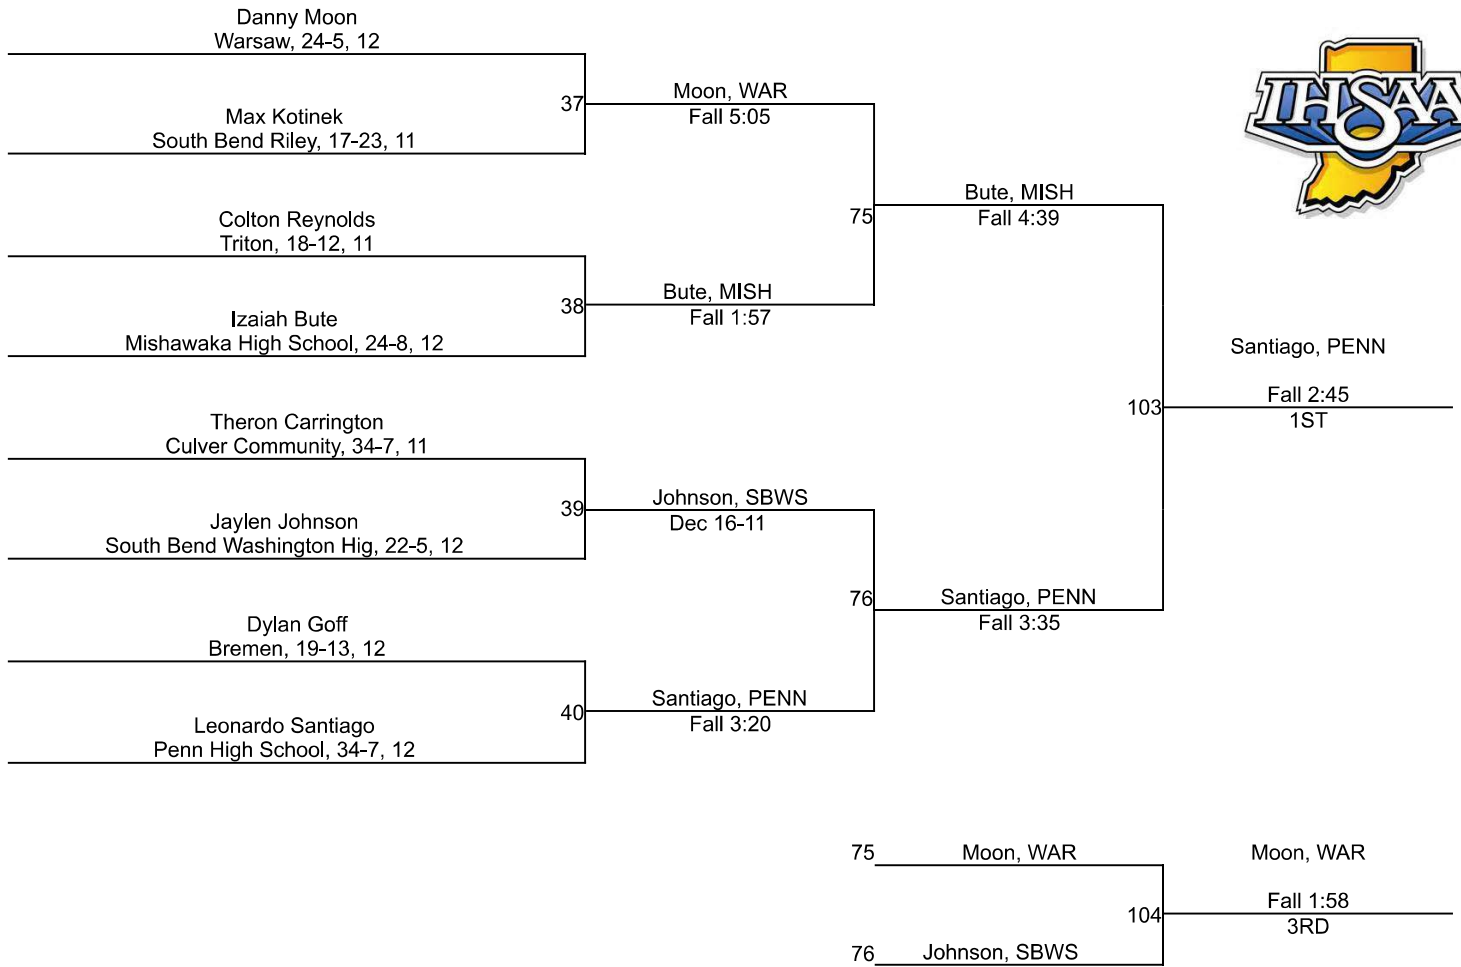 Danny Moon
Warsaw, 24-5, 12
37
Moon, WAR
Fall 5:05
Max Kotinek
South Bend Riley, 17-23, 11
IHSAA
75
Bute, MISH
Fall 4:39
Colton Reynolds
Triton, 18-12, 11
38
Bute, MISH
Fall 1:57
Izaiah Bute
Mishawaka High School, 24-8, 12
103
Santiago, PENN
Fall 2:45
1ST
Theron Carrington
Culver Community, 34-7, 11
39
Johnson, SBWS
Dec 16-11
Jaylen Johnson
South Bend Washington Hig, 22-5, 12
76
Santiago, PENN
Fall 3:35
Dylan Goff
Bremen, 19-13, 12
40
Santiago, PENN
Fall 3:20
Leonardo Santiago
Penn High School, 34-7, 12
75
Moon, WAR
104
Moon, WAR
Fall 1:58
3RD
76
Johnson, SBWS